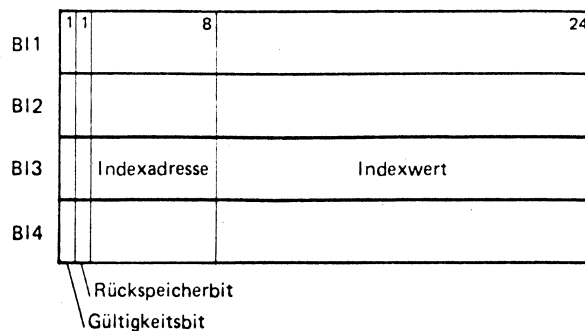 1 1 8 24
BI1
BI2
BI3 Indexadresse Indexwert
BI4
Rückspeicherbit
Gültigkeitsbit